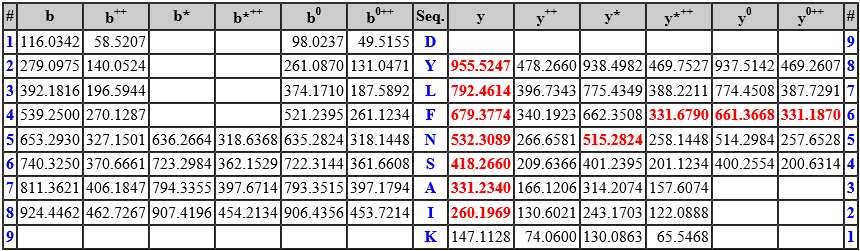 # b b++ b* b*++ b0 b0++ Seq. y y++ y* y*++ y0 y0++ #
1 116.0342 58.5207 98.0237 49.5155 D 9
2 279.0975 140.0524 261.0870 131.0471 Y 955.5247 478.2660 938.4982 469.7527 937.5142 469.2607 8
3 392.1816 196.5944 374.1710 187.5892 L 792.4614 396.7343 775.4349 388.2211 774.4508 387.7291 7
4 539.2500 270.1287 521.2395 261.1234 F 679.3774 340.1923 662.3508 331.6790 661.3668 331.1870 6
5 653.2930 327.1501 636.2664 318.6368 635.2824 318.1448 N 532.3089 266.6581 515.2824 258.1448 514.2984 257.6528 5
6 740.3250 370.6661 723.2984 362.1529 722.3144 361.6608 S 418.2660 209.6366 401.2395 201.1234 400.2554 200.6314 4
7 811.3621 406.1847 794.3355 397.6714 793.3515 397.1794 A 331.2340 166.1206 314.2074 157.6074 3
8 924.4462 462.7267 907.4196 454.2134 906.4356 453.7214 I 260.1969 130.6021 243.1703 122.0888 2
9 K 147.1128 74.0600 130.0863 65.5468 1